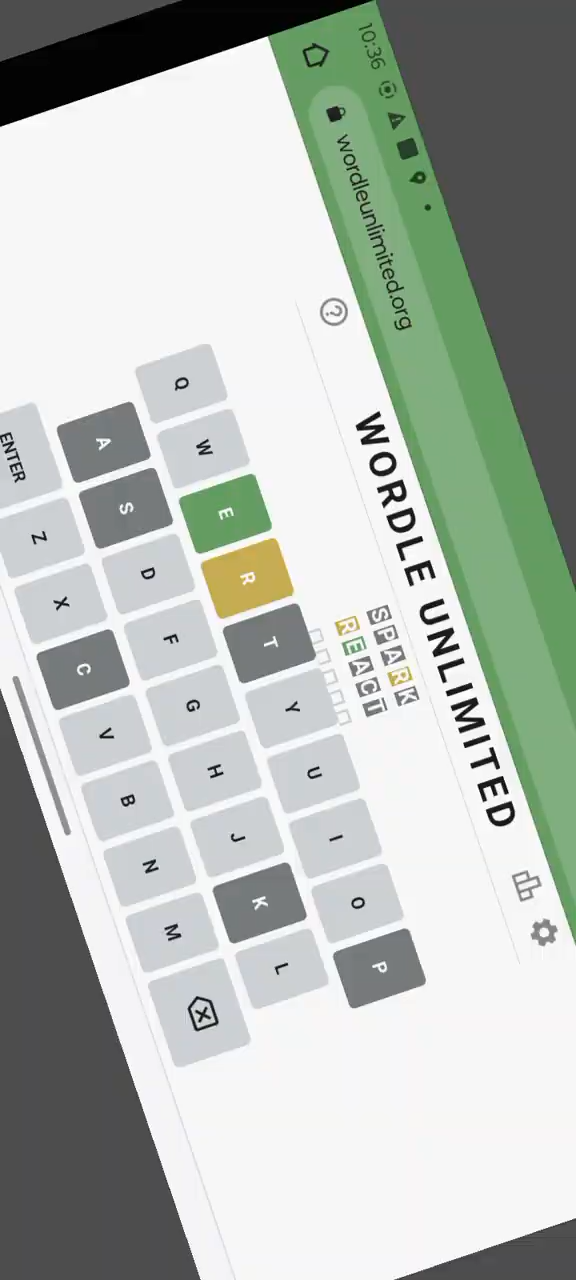 10:36
wordleunlimited.org
WORDLE UNLIMITED
SPARK
REACT
Q W E R T Y U I O P
A S D F G H J K L
ENTER Z X C V B N M